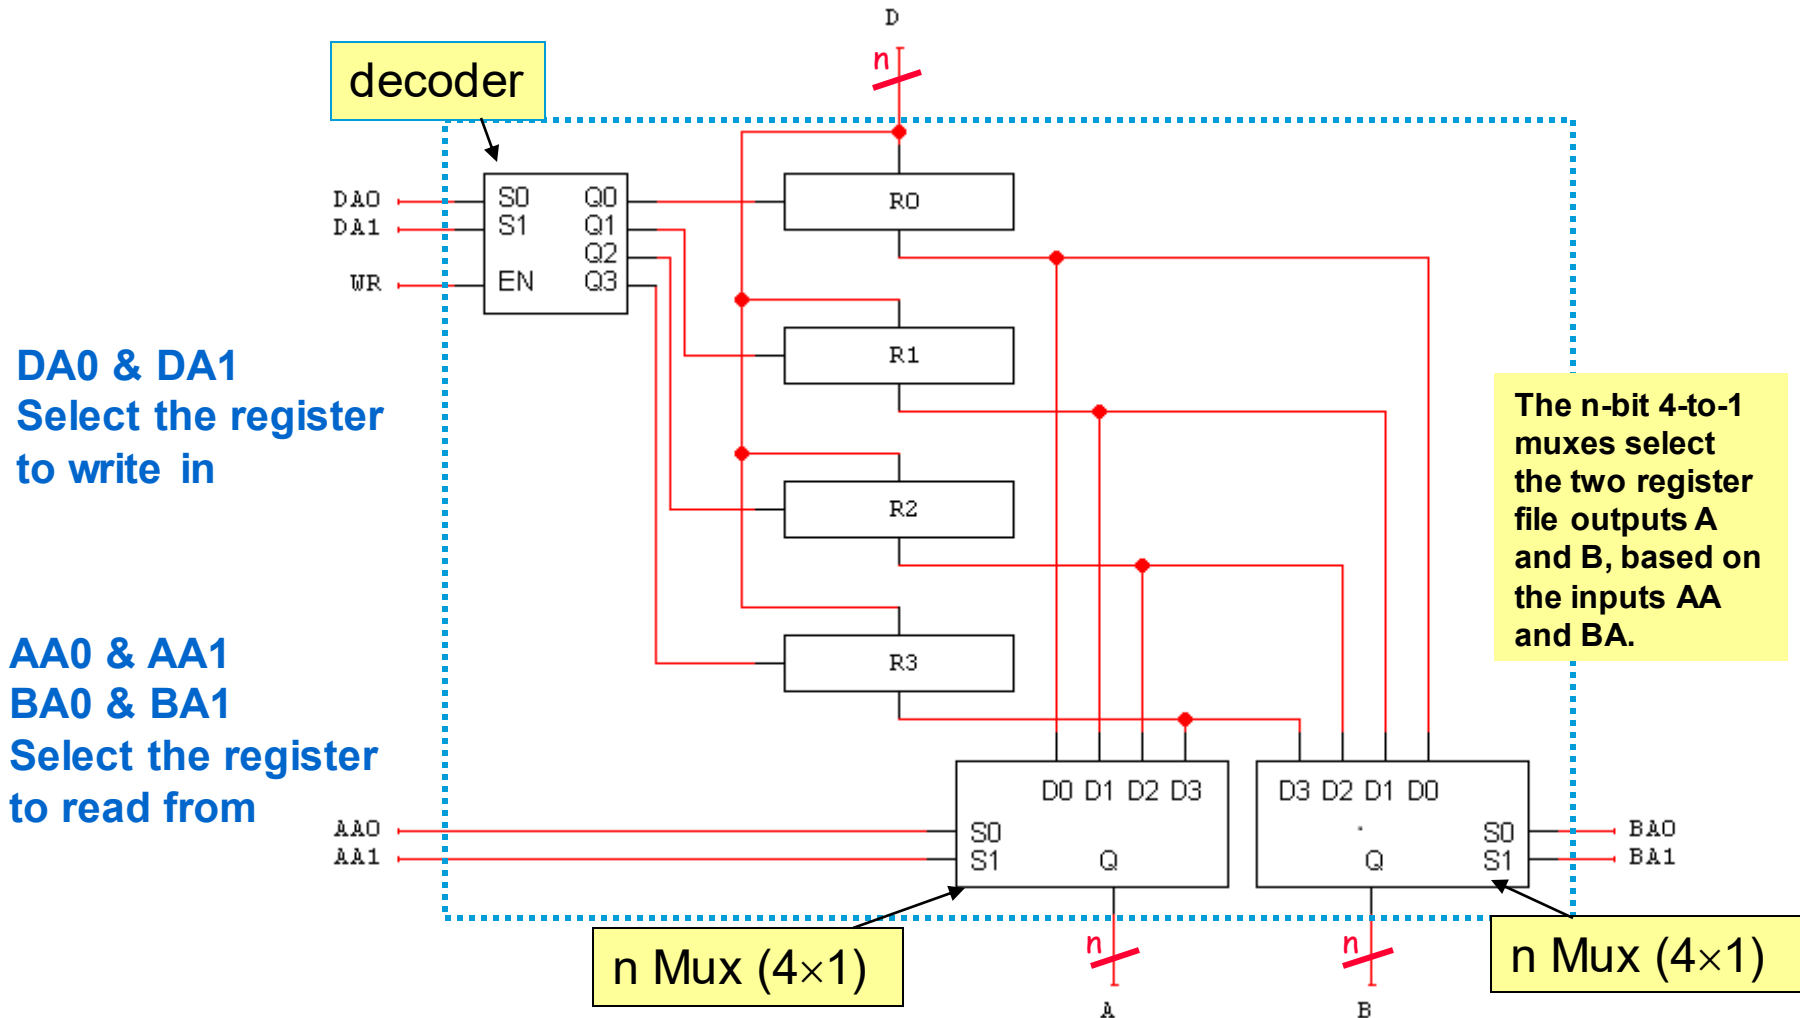 D
n
decoder
DA0
DA1
WR
S0
S1
EN
Q0
Q1
Q2
Q3
R0
R1
R2
R3
DA0 & DA1
Select the register
to write in
The n-bit 4-to-1
muxes select
the two register
file outputs A
and B, based on
the inputs AA
and BA.
AA0 & AA1
BA0 & BA1
Select the register
to read from
AA0
AA1
D0 D1 D2 D3
S0
S1
Q
D3 D2 D1 D0
S0
S1
Q
BA0
BA1
n Mux (4×1)
n
A
n
B
n Mux (4×1)